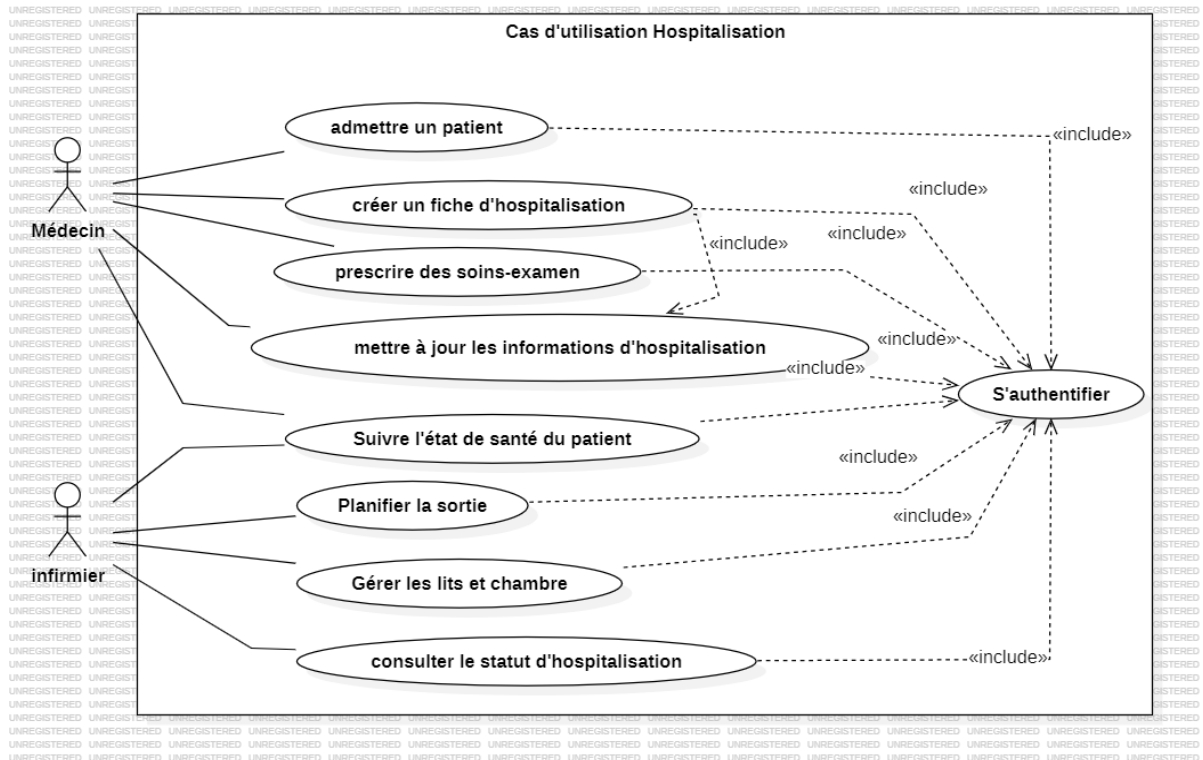 Cas d'utilisation Hospitalisation
admettre un patient
«include»
«include»
créer un fiche d'hospitalisation
Médecin
«include»
«include»
prescrire des soins-examen
«include»
mettre à jour les informations d'hospitalisation
«include»
S'authentifier
Suivre l'état de santé du patient
«include»
Planifier la sortie
«include»
infirmier
Gérer les lits et chambre
consulter le statut d'hospitalisation
«include»
UNREGISTERED